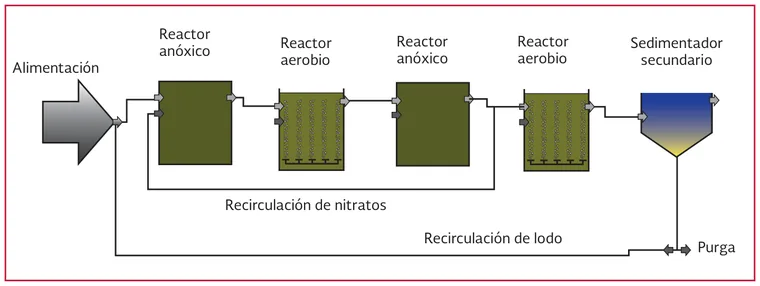 Alimentación
Reactor
anóxico
Reactor
aerobio
Reactor
anóxico
Reactor
aerobio
Sedimentador
secundario
Recirculación de nitratos
Recirculación de lodo
Purga